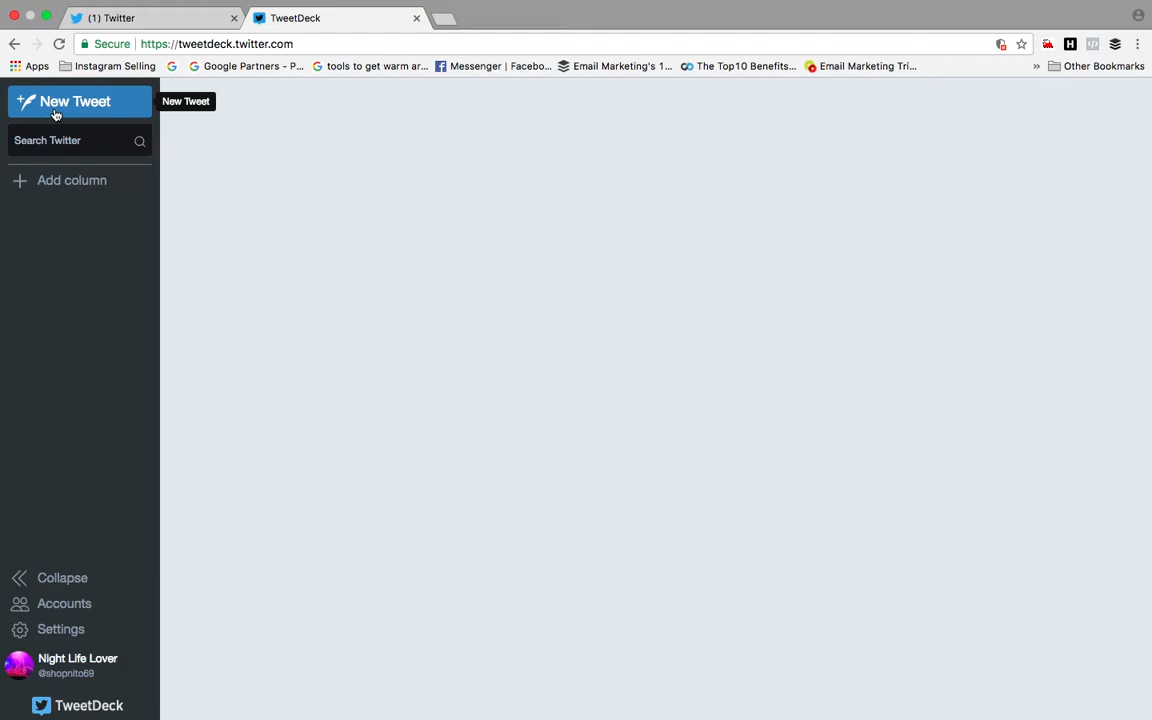 (1) Twitter
TweetDeck
Secure https://tweetdeck.twitter.com
Apps Instagram Selling Google Partners - P... tools to get warm ar... Messenger | Facebo... Email Marketing's 1... The Top10 Benefits... Email Marketing Tri... » Other Bookmarks
New Tweet
New Tweet
Search Twitter
Add column
Collapse
Accounts
Settings
Night Life Lover
@shopnito69
TweetDeck